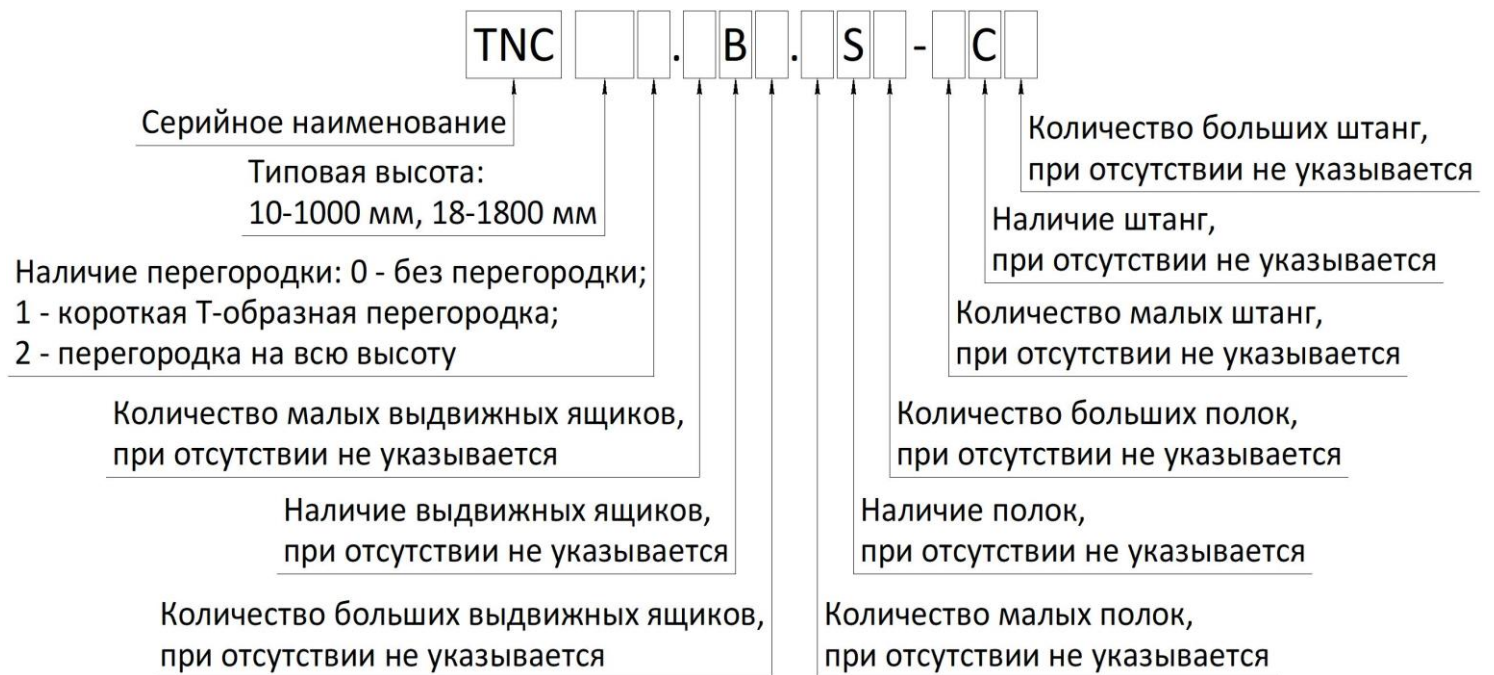 TNC . B . S - C
Серийное наименование
Типовая высота:
10-1000 мм, 18-1800 мм
Наличие перегородки: 0 - без перегородки;
1 - короткая Т-образная перегородка;
2 - перегородка на всю высоту
Количество малых выдвижных ящиков,
при отсутствии не указывается
Наличие выдвижных ящиков,
при отсутствии не указывается
Количество больших выдвижных ящиков,
при отсутствии не указывается
Количество больших штанг,
при отсутствии не указывается
Наличие штанг,
при отсутствии не указывается
Количество малых штанг,
при отсутствии не указывается
Количество больших полок,
при отсутствии не указывается
Наличие полок,
при отсутствии не указывается
Количество малых полок,
при отсутствии не указывается